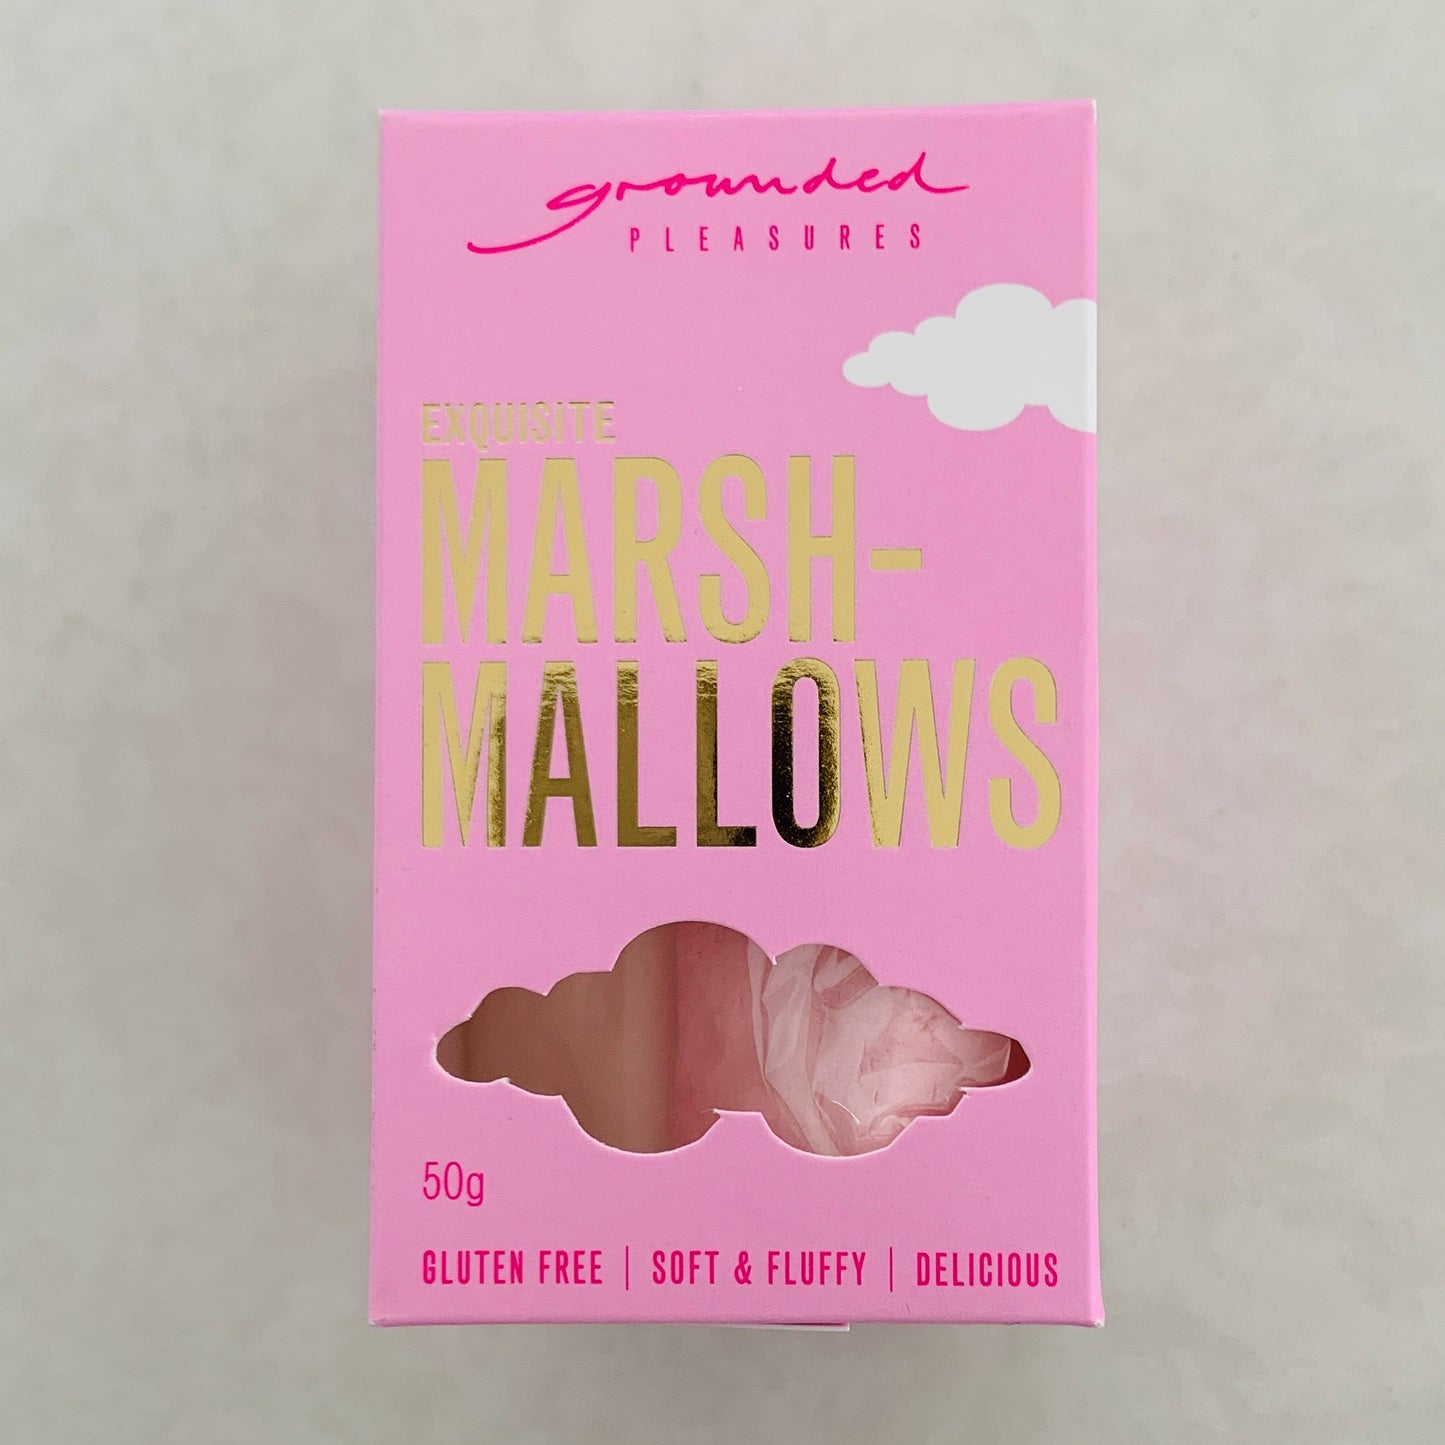 grounded
PLEASURES
EXQUISITE
MARSH-
MALLOWS
50g
GLUTEN FREE | SOFT & FLUFFY | DELICIOUS